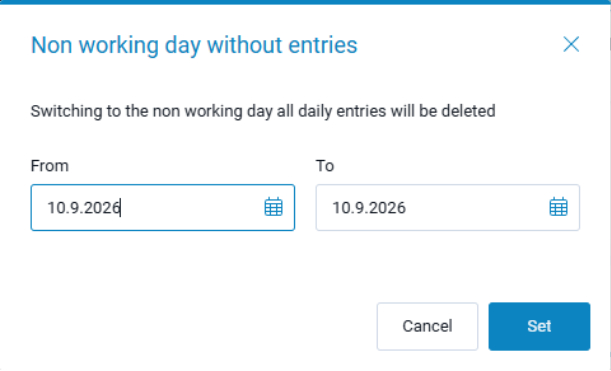 Non working day without entries
Switching to the non working day all daily entries will be deleted
From To
10.9.2026 10.9.2026
Cancel Set